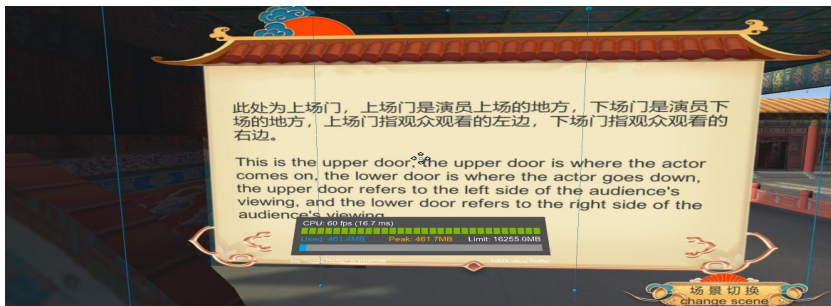 此处为上场门，上场门是演员上场的地方，下场门是演员下
场的地方，上场门指观众观看的左边，下场门指观众观看的
右边。
This is the upper door, the upper door is where the actor
comes on, the lower door is where the actor goes down,
the upper door refers to the left side of the audience's
viewing, and the lower door refers to the right side of the
audience's viewing
CPU: 60 fps (16.7 ms)
Used: 461.4MB Peak: 461.7MB Limit: 16255.0MB
场景切换
change scene